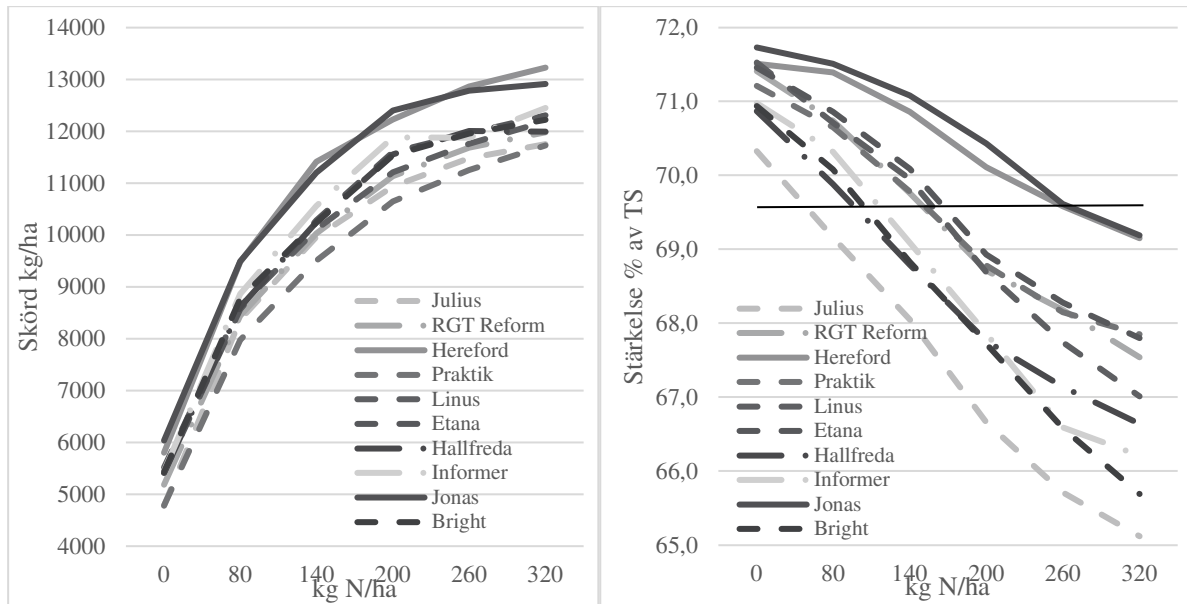 14000
13000
12000
11000
10000
9000
8000
7000
6000
5000
4000
Skörd kg/ha
Julius
RGT Reform
Hereford
Praktik
Linus
Etana
Hallfreda
Informer
Jonas
Bright
0 80 140 200 260 320
kg N/ha
72,0
71,0
70,0
69,0
68,0
67,0
66,0
65,0
Stärkelse % av TS
Julius
RGT Reform
Hereford
Praktik
Linus
Etana
Hallfreda
Informer
Jonas
Bright
0 80 140 200 260 320
kg N/ha